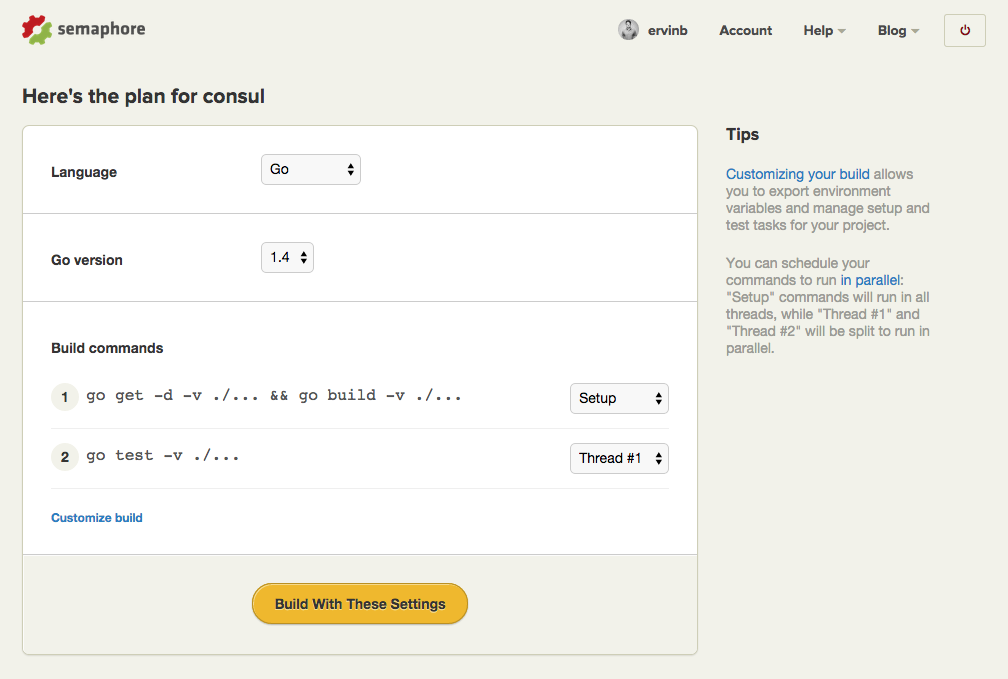 semaphore
ervinb
Account
Help
Blog
Here's the plan for consul
Language
Go
Go version
1.4
Build commands
1
go get -d -v ./... && go build -v ./...
Setup
2
go test -v ./...
Thread #1
Customize build
Build With These Settings
Tips
Customizing your build allows
you to export environment
variables and manage setup and
test tasks for your project.
You can schedule your
commands to run in parallel:
"Setup" commands will run in all
threads, while "Thread #1" and
"Thread #2" will be split to run in
parallel.